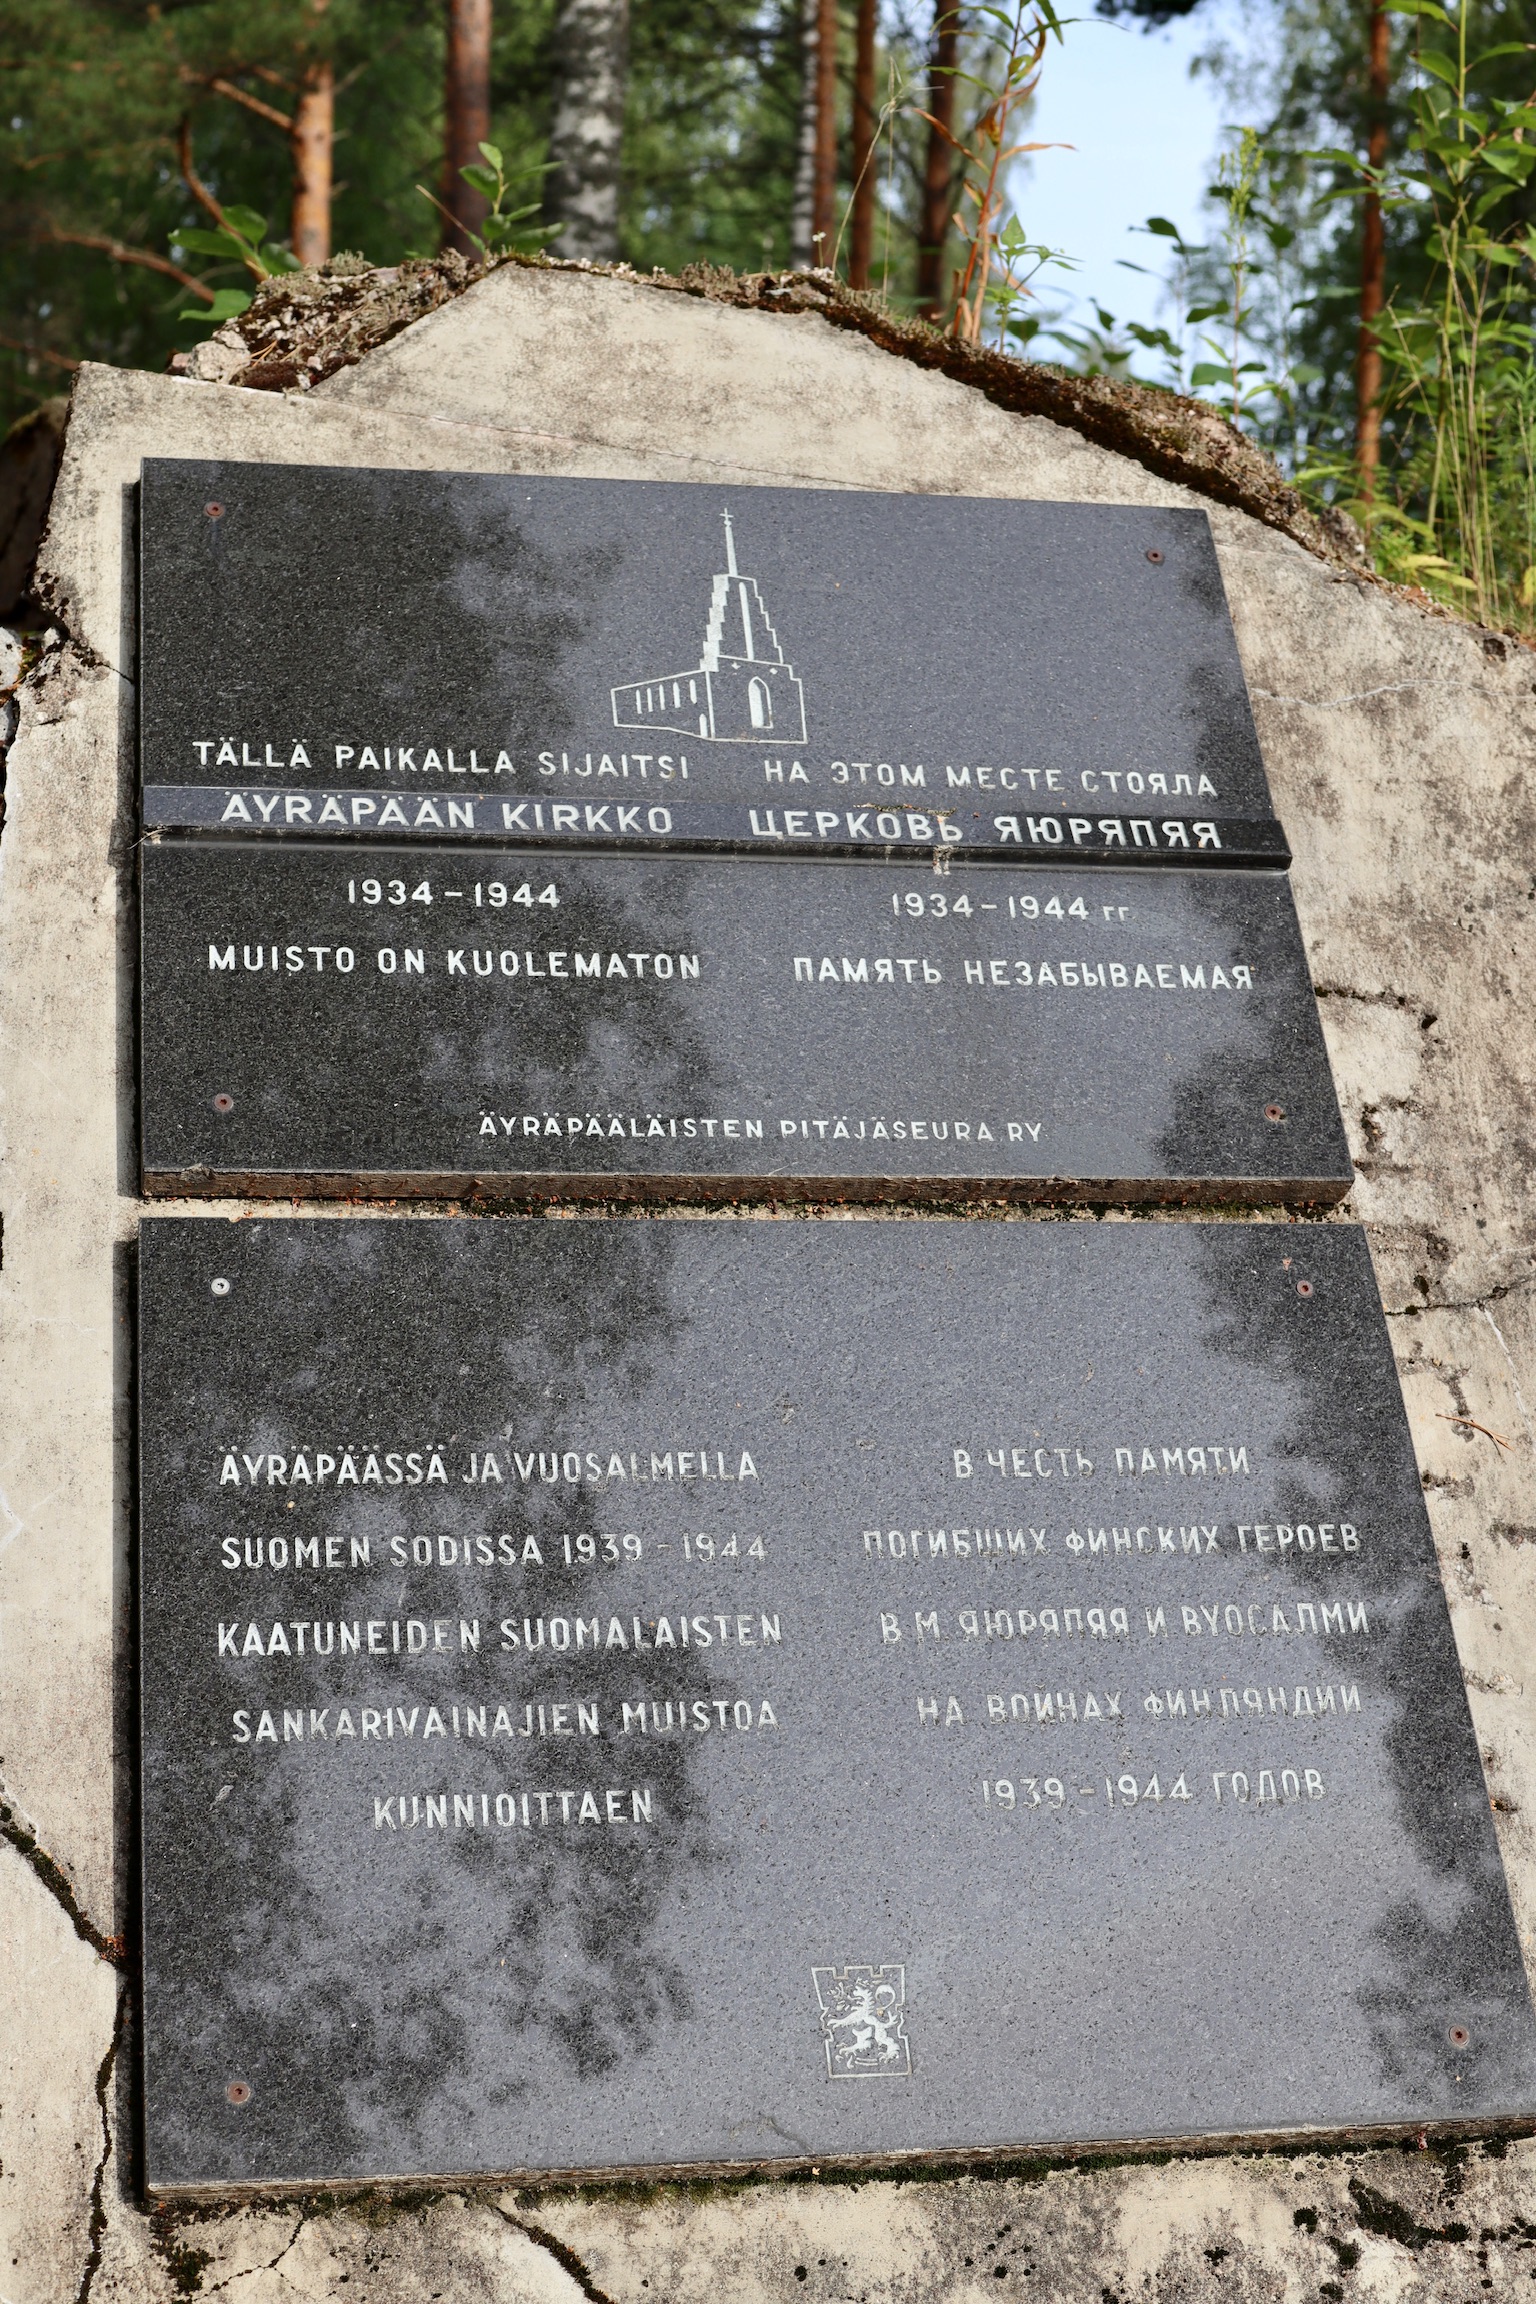 TÄLLÄ PAIKALLA SIJAITSI
ÄYRÄPÄÄN KIRKKO
1934-1944
MUISTO ON KUOLEMATON
НА ЭТОМ МЕСТЕ СТОЯЛА
ЦЕРКОВЬ ЯЮРЯПЯЯ
1934-1944 гг.
ПАМЯТЬ НЕЗАБЫВАЕМАЯ
ÄYRÄPÄÄLÄISTEN PITÄJÄSEURA RY
ÄYRÄPÄÄSSÄ JA VUOSALMELLA
SUOMEN SODISSA 1939-1944
KAATUNEIDEN SUOMALAISTEN
SANKARIVAINAJIEN MUISTOA
KUNNIOITTAEN
В ЧЕСТЬ ПАМЯТИ
ПОГИБШИХ ФИНСКИХ ГЕРОЕВ
В М. ЯЮРЯПЯЯ И ВУОСАЛМИ
НА ВОЙНАХ ФИНЛЯНДИИ
1939-1944 ГОДОВ